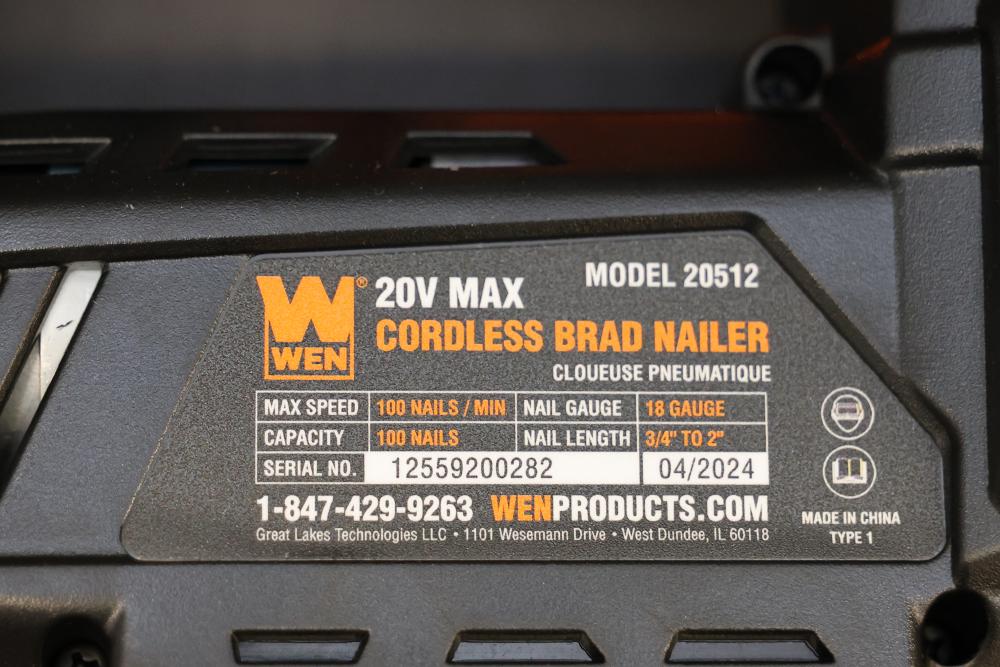 WEN®
20V MAX MODEL 20512
CORDLESS BRAD NAILER
CLOUEUSE PNEUMATIQUE
MAX SPEED 100 NAILS / MIN NAIL GAUGE 18 GAUGE
CAPACITY 100 NAILS NAIL LENGTH 3/4" TO 2"
SERIAL NO. 12559200282 04/2024
1-847-429-9263 WENPRODUCTS.COM
Great Lakes Technologies LLC • 1101 Wesemann Drive • West Dundee, IL 60118
MADE IN CHINA
TYPE 1